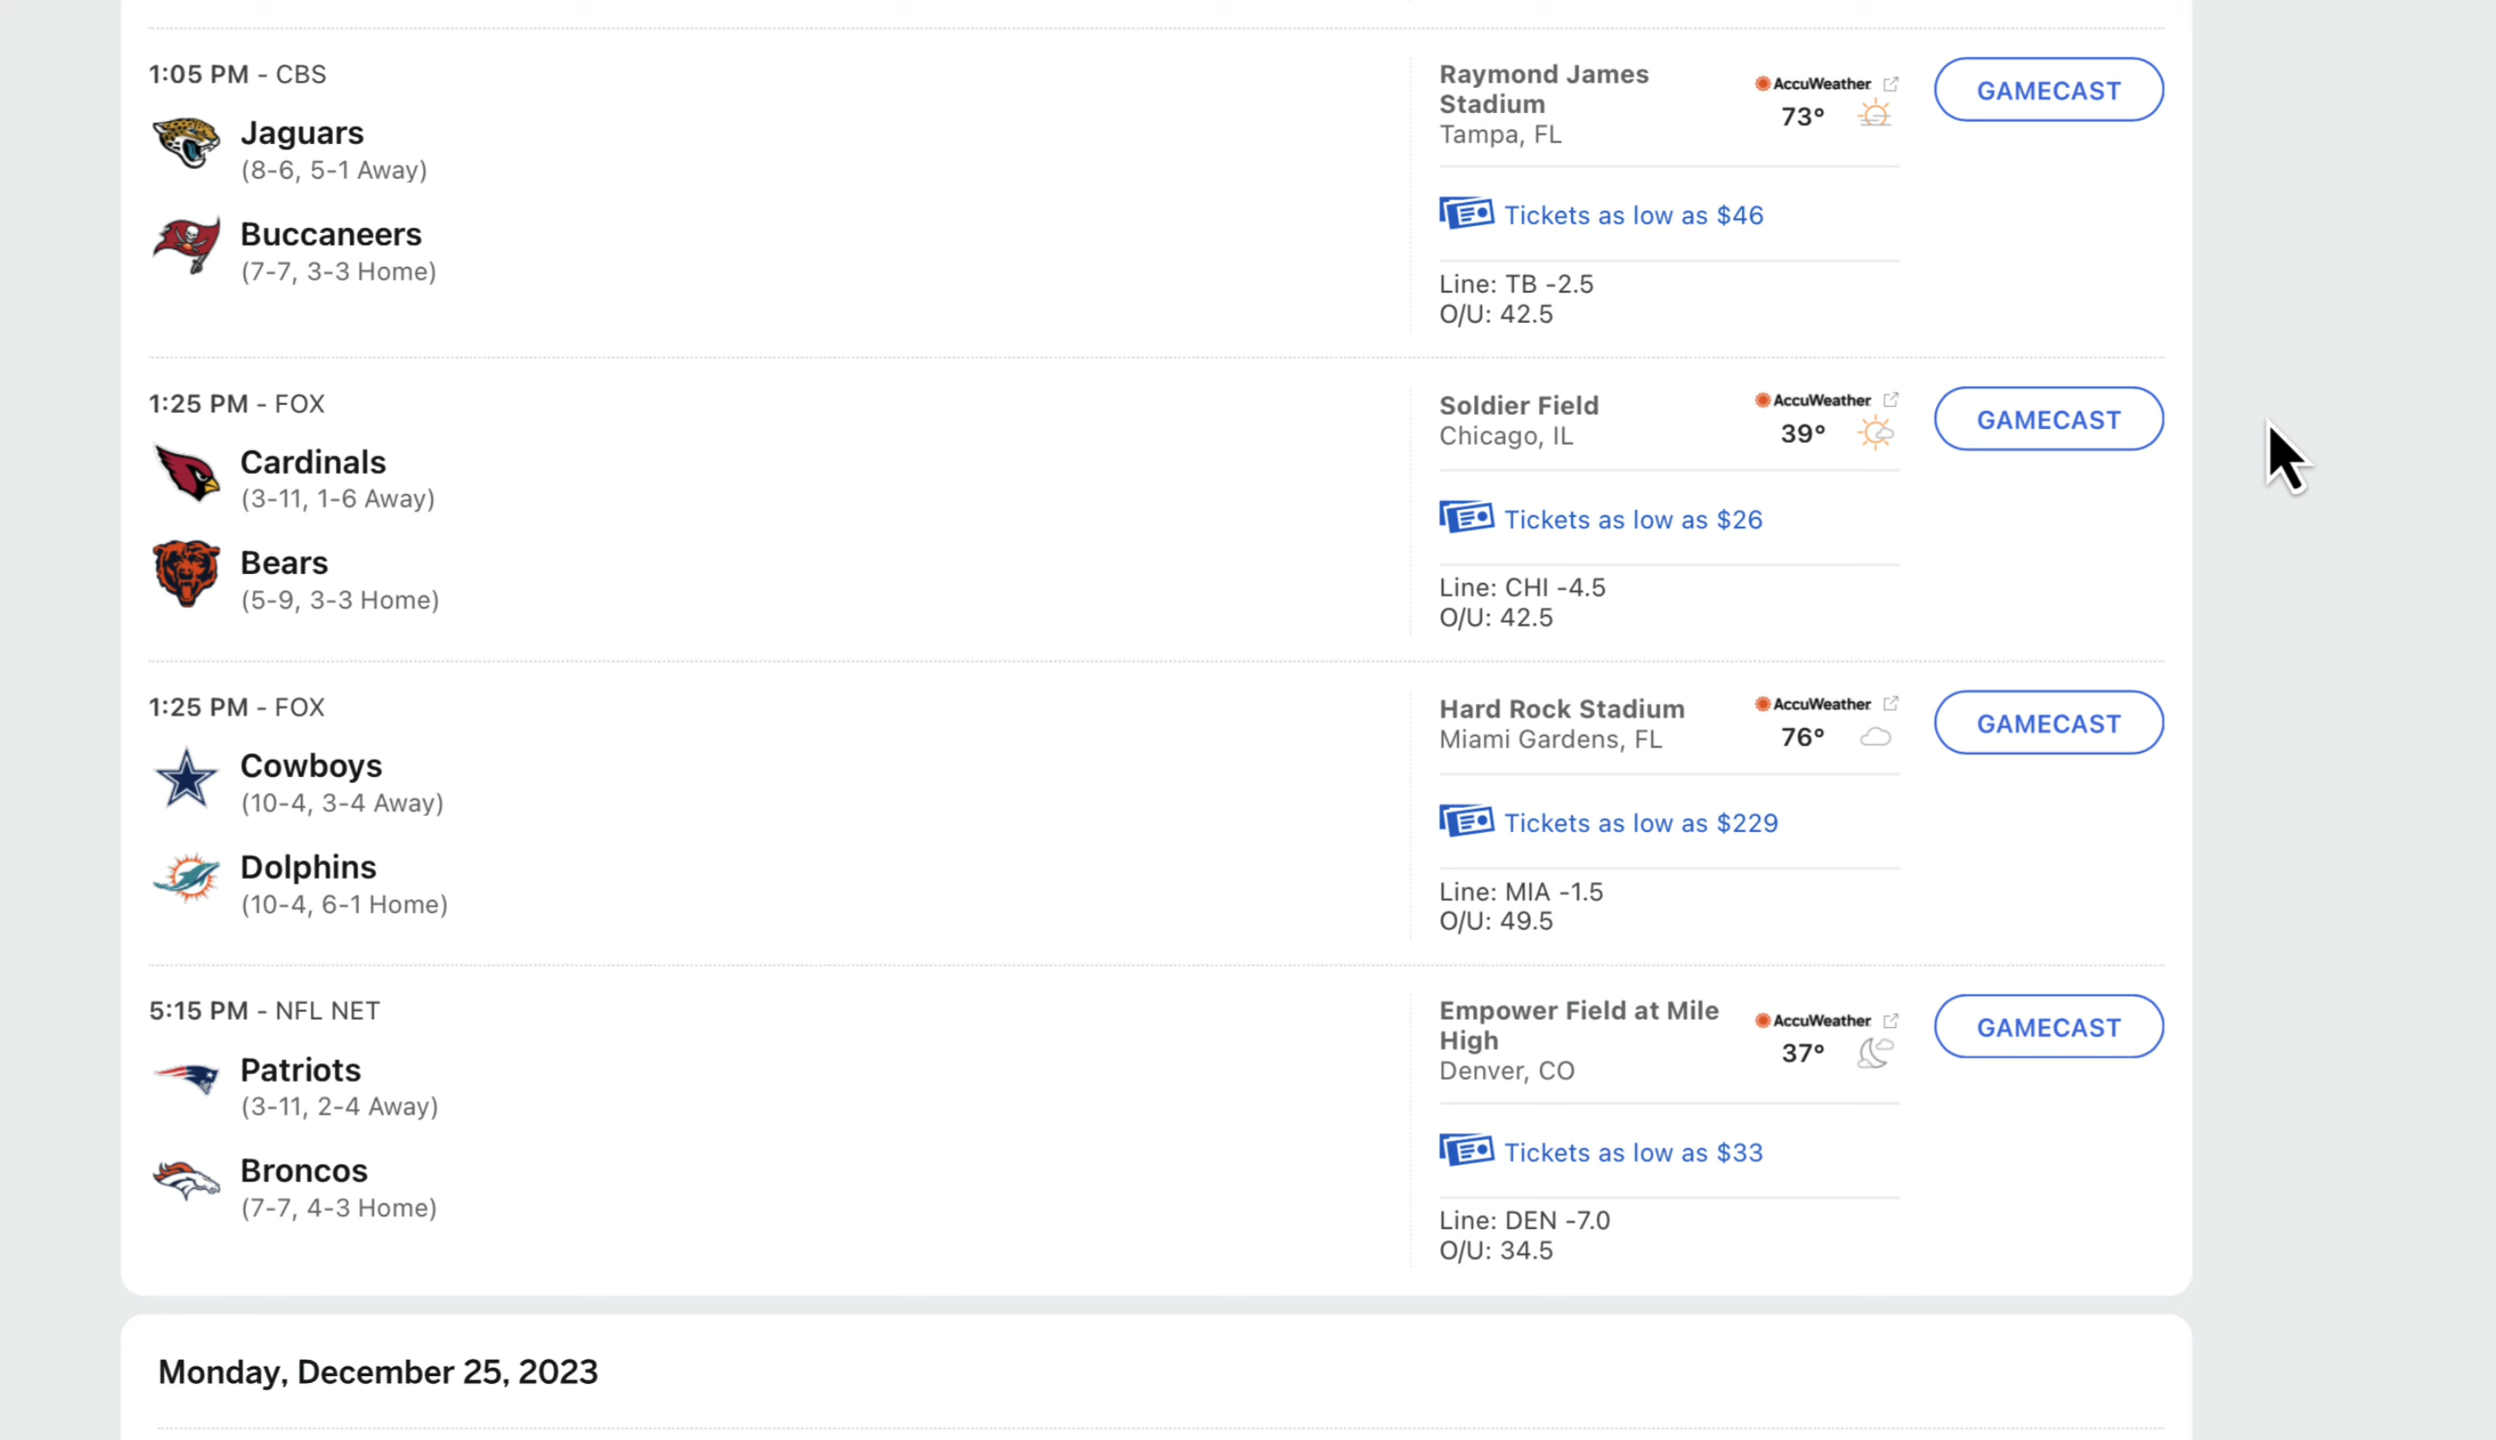 1:05 PM - CBS
Jaguars
(8-6, 5-1 Away)
Buccaneers
(7-7, 3-3 Home)
Raymond James
Stadium
Tampa, FL
AccuWeather
73°
GAMECAST
Tickets as low as $46
Line: TB -2.5
O/U: 42.5
1:25 PM - FOX
Cardinals
(3-11, 1-6 Away)
Bears
(5-9, 3-3 Home)
Soldier Field
Chicago, IL
AccuWeather
39°
GAMECAST
Tickets as low as $26
Line: CHI -4.5
O/U: 42.5
1:25 PM - FOX
Cowboys
(10-4, 3-4 Away)
Dolphins
(10-4, 6-1 Home)
Hard Rock Stadium
Miami Gardens, FL
AccuWeather
76°
GAMECAST
Tickets as low as $229
Line: MIA -1.5
O/U: 49.5
5:15 PM - NFL NET
Patriots
(3-11, 2-4 Away)
Broncos
(7-7, 4-3 Home)
Empower Field at Mile
High
Denver, CO
AccuWeather
37°
GAMECAST
Tickets as low as $33
Line: DEN -7.0
O/U: 34.5
Monday, December 25, 2023